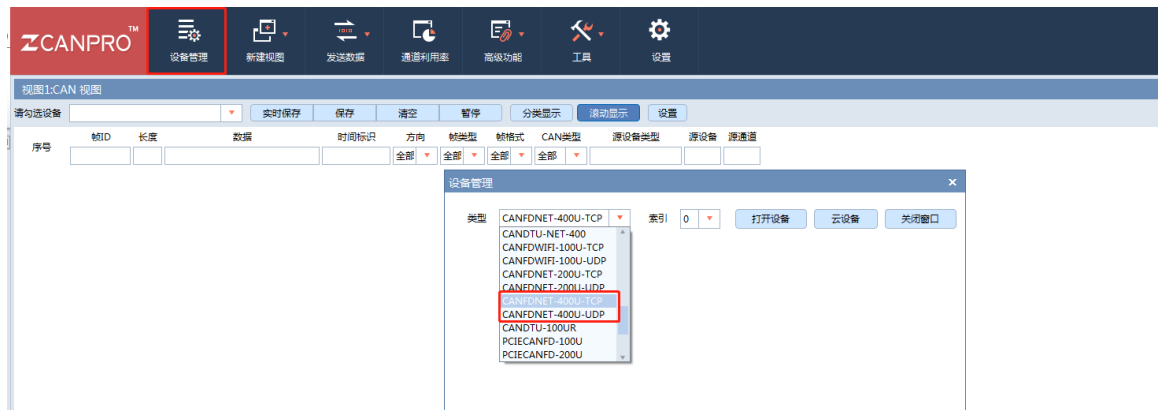 ZCANPRO™
设备管理 新建视图 发送数据 通道利用率 高级功能 工具 设置
视图1:CAN 视图
请勾选设备 实时保存 保存 清空 暂停 分类显示 滚动显示 设置
序号 帧ID 长度 数据 时间标识 方向 帧类型 帧格式 CAN类型 源设备类型 源设备 源通道
全部 全部 全部 全部
设备管理 ×
类型 CANFDNET-400U-TCP 索引 0 打开设备 云设备 关闭窗口
CANDTU-NET-400
CANFDWIFI-100U-TCP
CANFDWIFI-100U-UDP
CANFDNET-200U-TCP
CANFDNET-200U-UDP
CANFDNET-400U-TCP
CANFDNET-400U-UDP
CANDTU-100UR
PCIECANFD-100U
PCIECANFD-200U